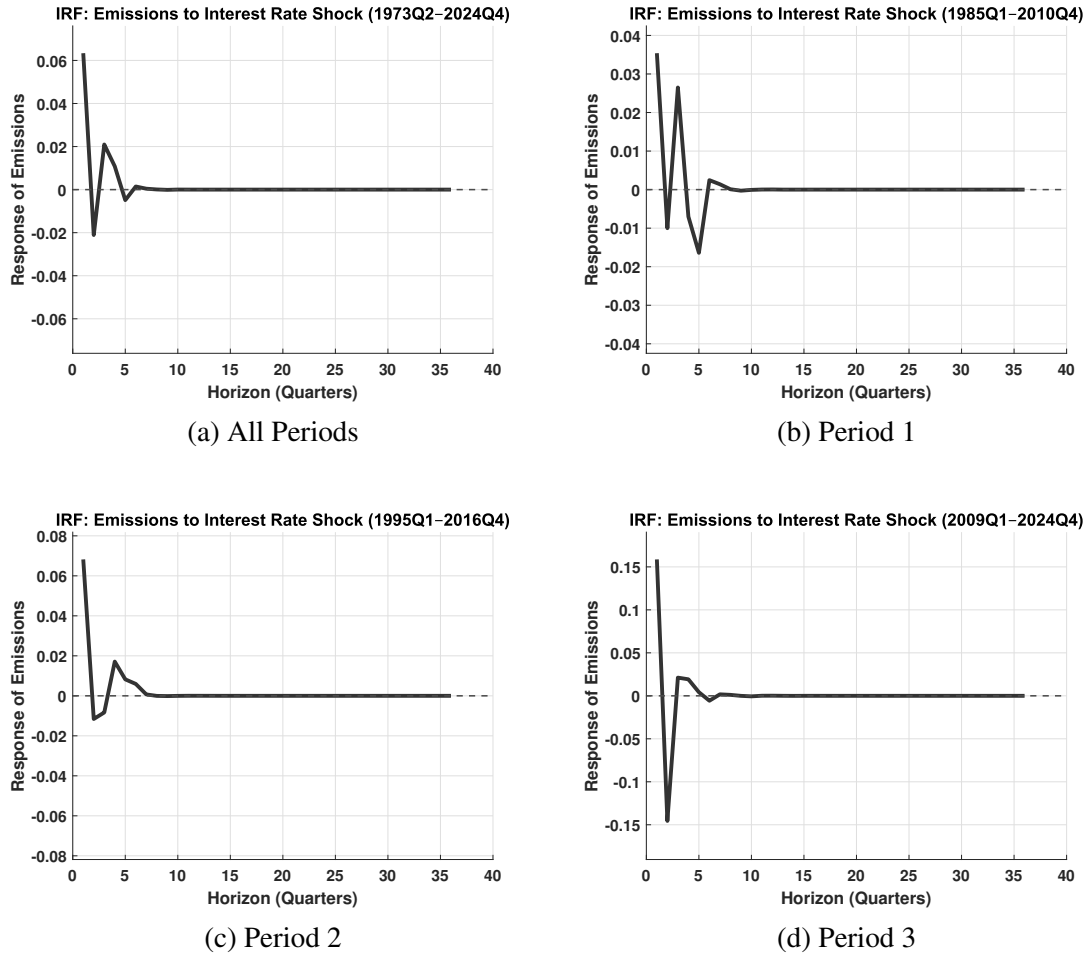 IRF: Emissions to Interest Rate Shock (1973Q2−2024Q4)
0.06
0.04
0.02
0
-0.02
-0.04
-0.06
Response of Emissions
0 5 10 15 20 25 30 35 40
Horizon (Quarters)
(a) All Periods
IRF: Emissions to Interest Rate Shock (1985Q1−2010Q4)
0.04
0.03
0.02
0.01
0
-0.01
-0.02
-0.03
-0.04
Response of Emissions
0 5 10 15 20 25 30 35 40
Horizon (Quarters)
(b) Period 1
IRF: Emissions to Interest Rate Shock (1995Q1−2016Q4)
0.08
0.06
0.04
0.02
0
-0.02
-0.04
-0.06
-0.08
Response of Emissions
0 5 10 15 20 25 30 35 40
Horizon (Quarters)
(c) Period 2
IRF: Emissions to Interest Rate Shock (2009Q1−2024Q4)
0.15
0.1
0.05
0
-0.05
-0.1
-0.15
Response of Emissions
0 5 10 15 20 25 30 35 40
Horizon (Quarters)
(d) Period 3